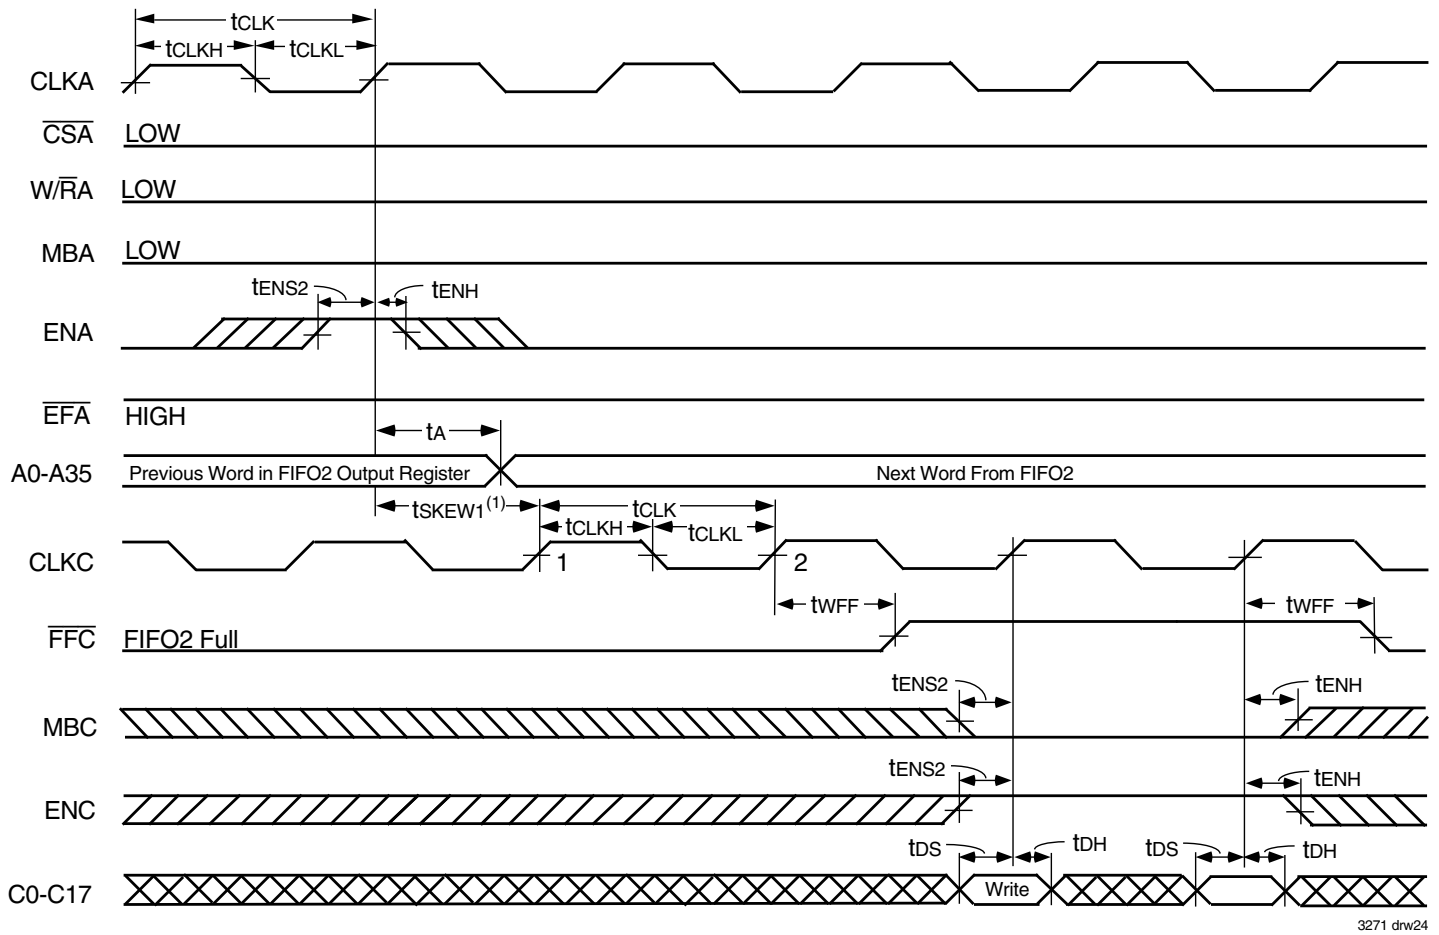 tCLK
tCLKH tCLKL
CLKA
CSA LOW
W/RA LOW
MBA LOW
tENS2 tENH
ENA
EFA HIGH
tA
A0-A35 Previous Word in FIFO2 Output Register Next Word From FIFO2
tSKEW1(1) tCLK
tCLKH tCLKL
CLKC 1 2
tWFF tWFF
FFC FIFO2 Full
tENS2 tENH
MBC
tENS2 tENH
ENC
tDS tDH tDS tDH
C0-C17 Write
3271 drw24